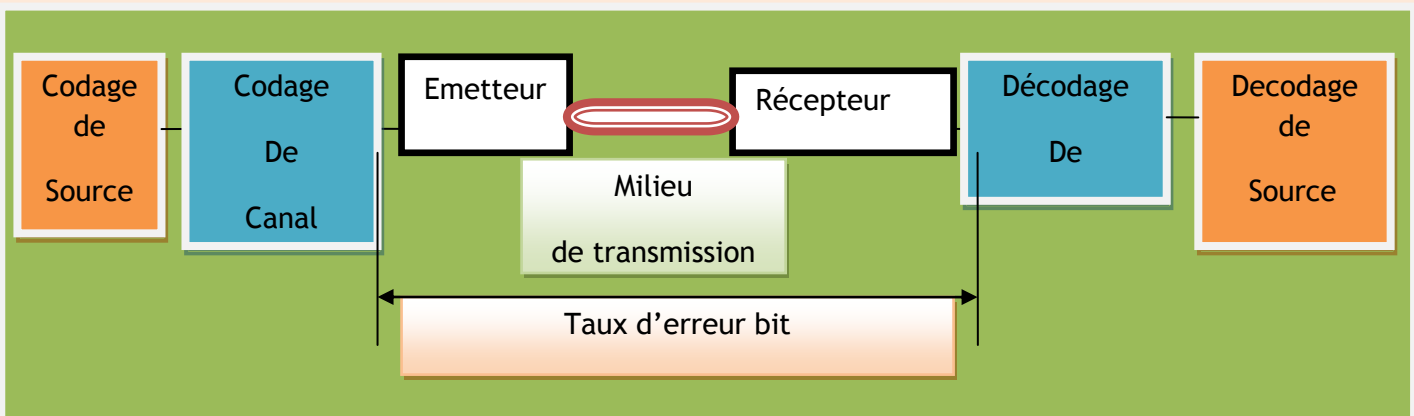 Codage
de
Source
Codage
De
Canal
Emetteur
Récepteur
Décodage
De
Decodage
de
Source
Milieu
de transmission
Taux d’erreur bit